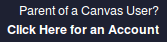 Parent of a Canvas User?
Click Here for an Account